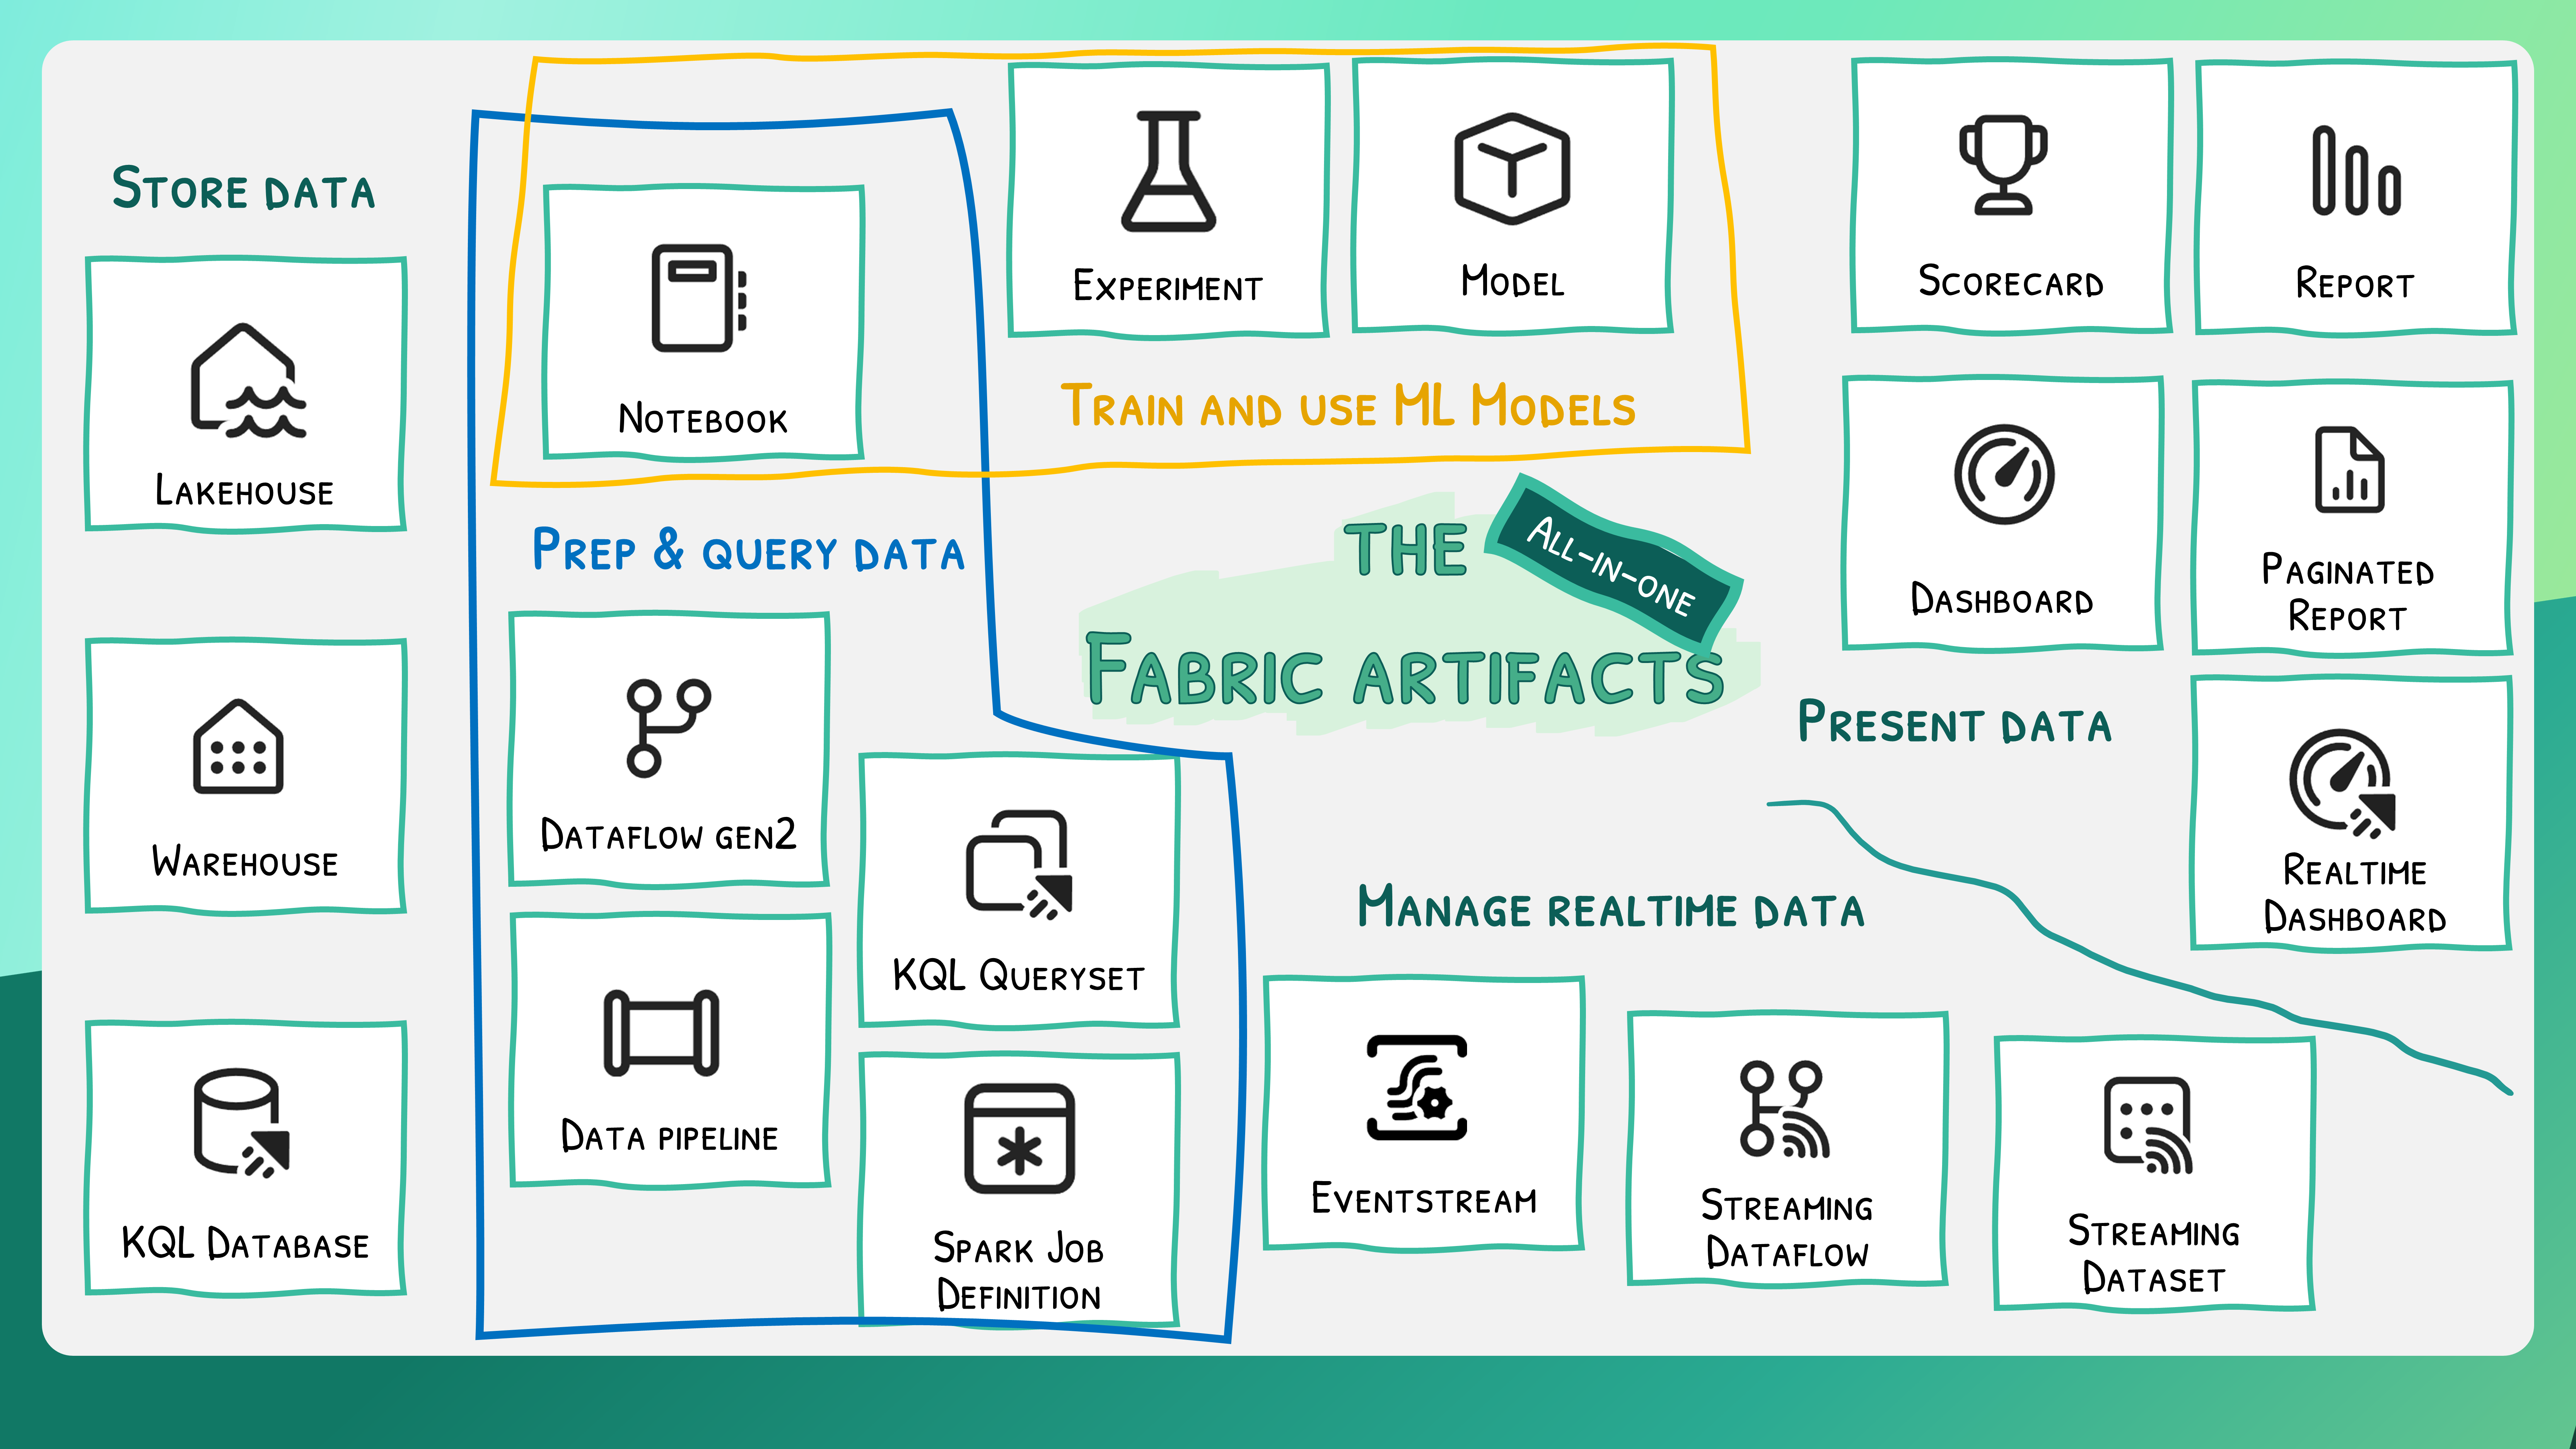 Store data
Lakehouse
Warehouse
KQL Database
Notebook
Prep & query data
Dataflow gen2
Data pipeline
KQL Queryset
Spark Job
Definition
Experiment
Model
Train and use ML Models
The
All-in-one
Fabric artifacts
Scorecard
Report
Dashboard
Paginated
Report
Present data
Realtime
Dashboard
Manage realtime data
Eventstream
Streaming
Dataflow
Streaming
Dataset